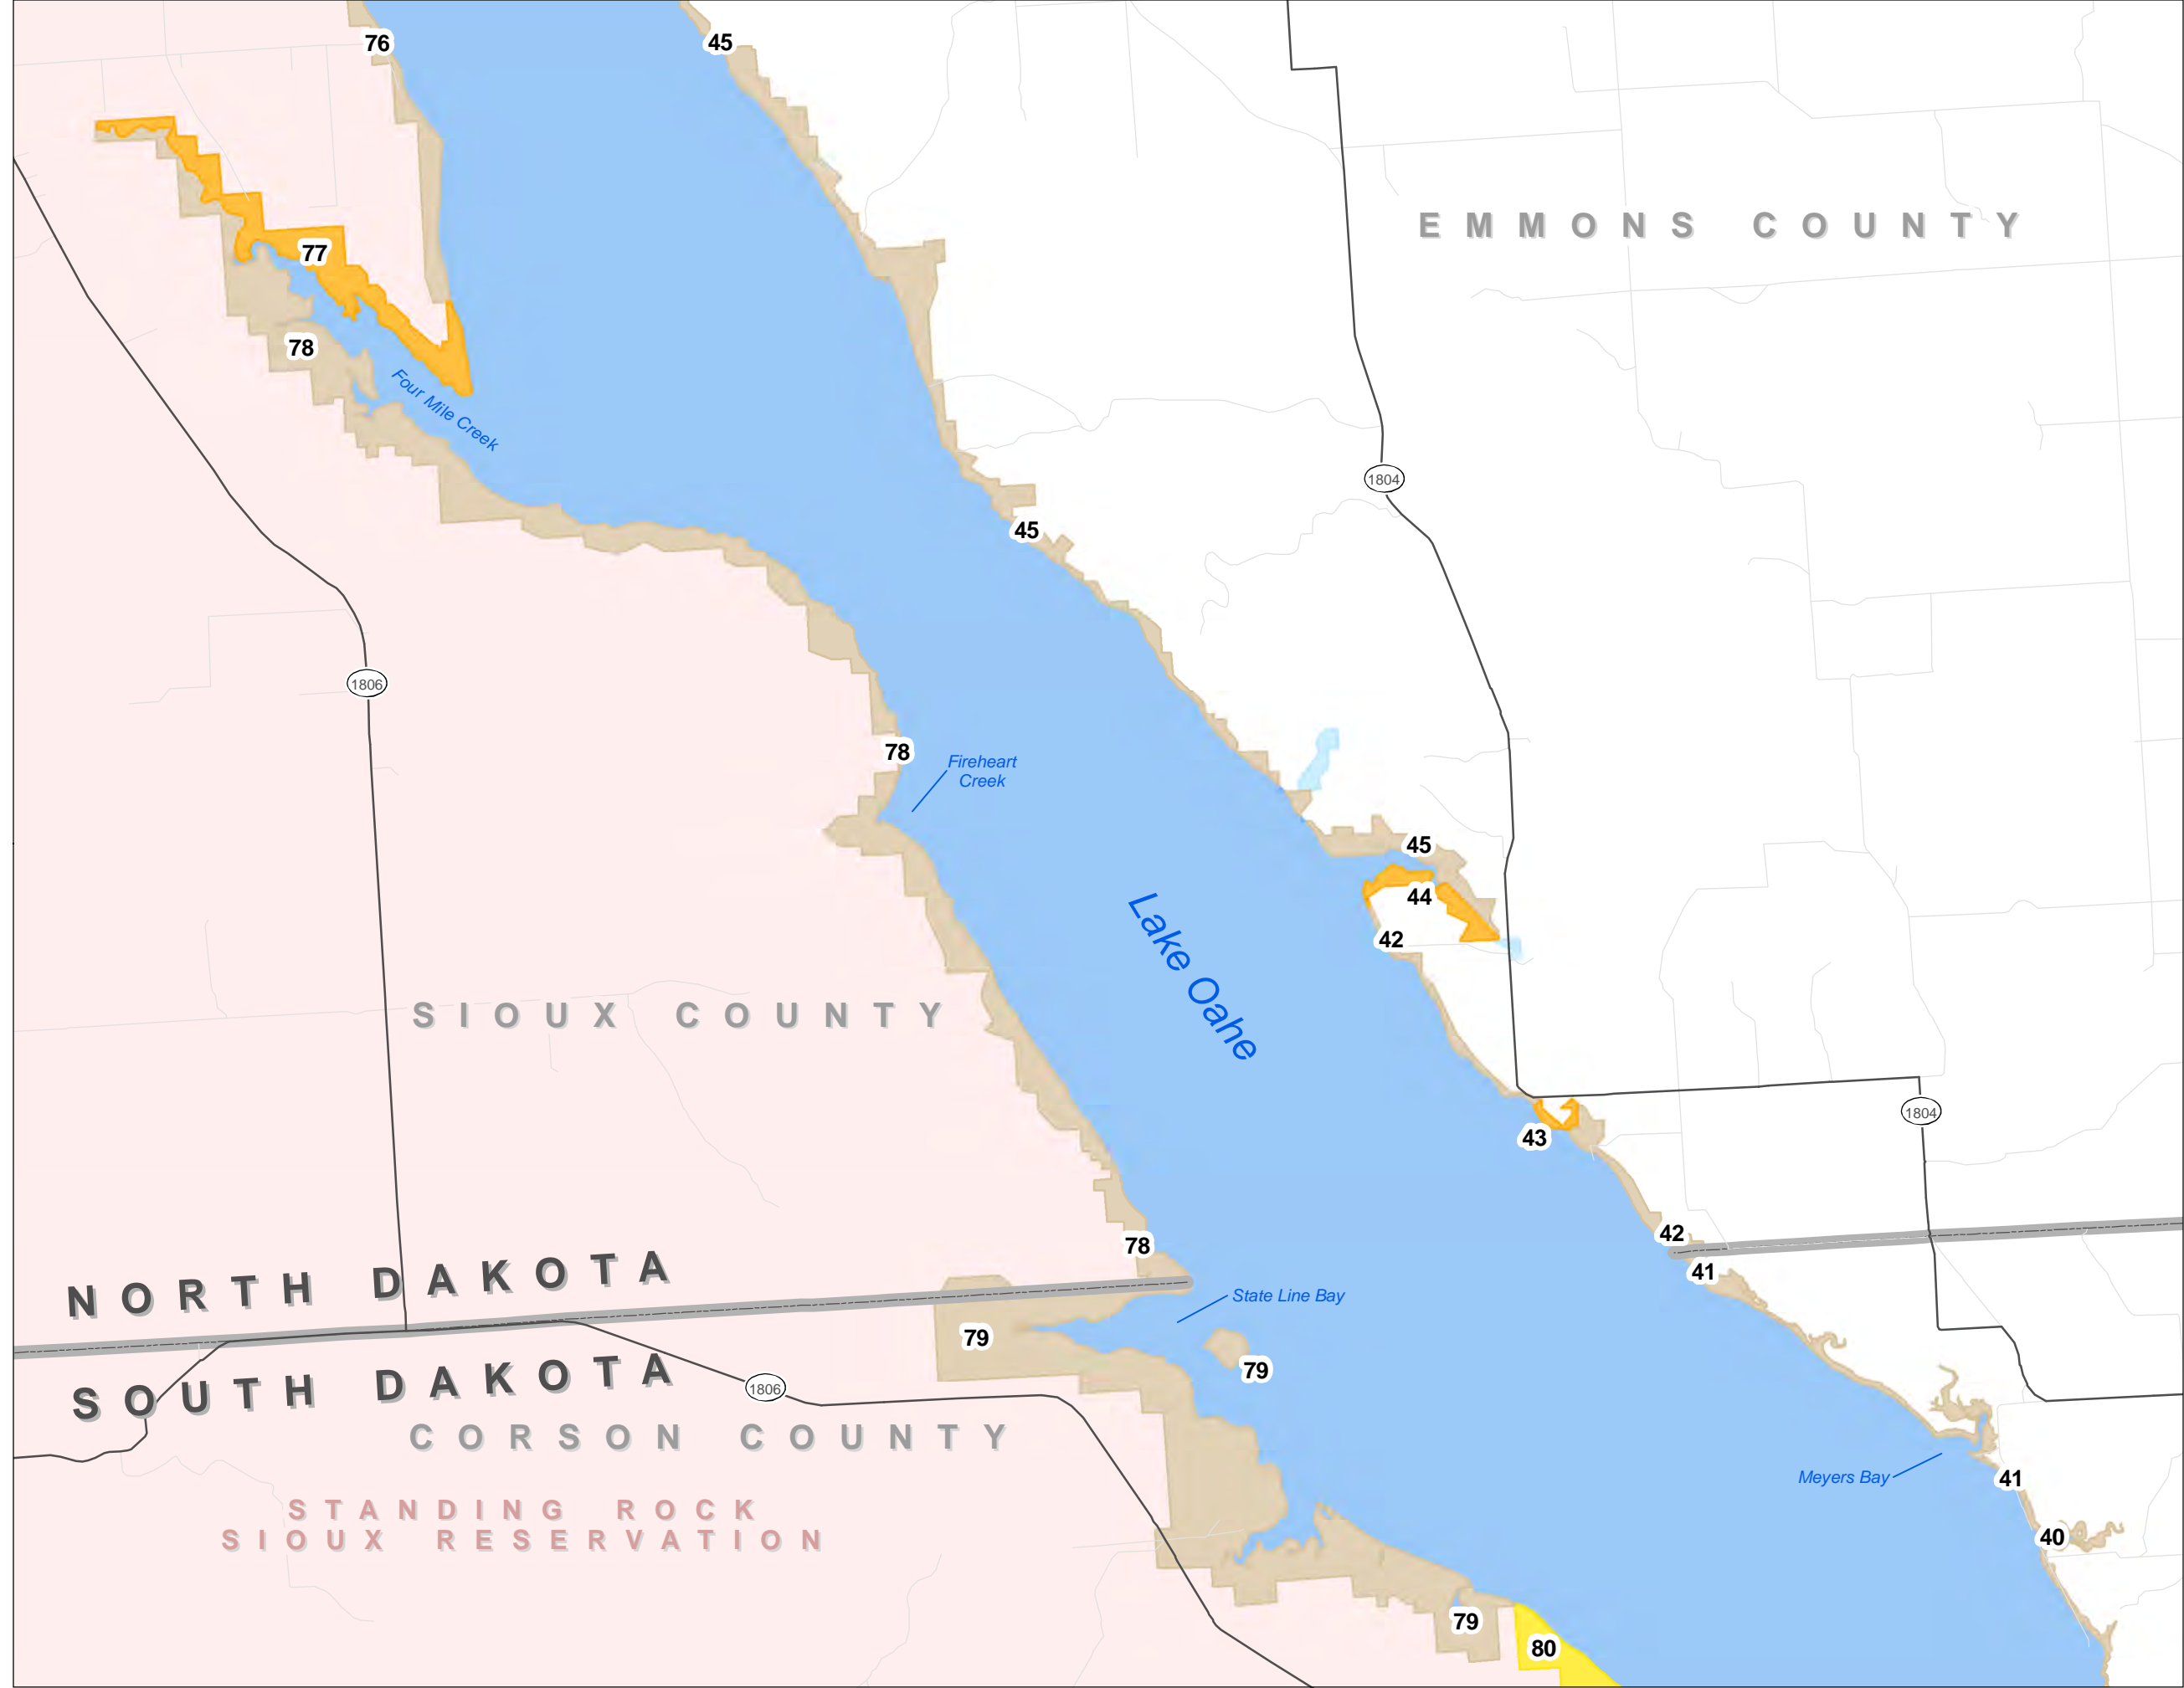 76
45
EMMONS COUNTY
77
78
Four Mile Creek
1804
45
1806
78
Fireheart
Creek
45
44
42
Lake Oahe
SIOUX COUNTY
1804
43
42
78
41
NORTH DAKOTA
State Line Bay
79
79
SOUTH DAKOTA
1806
CORSON COUNTY
Meyers Bay
41
STANDING ROCK
SIOUX RESERVATION
40
79
80